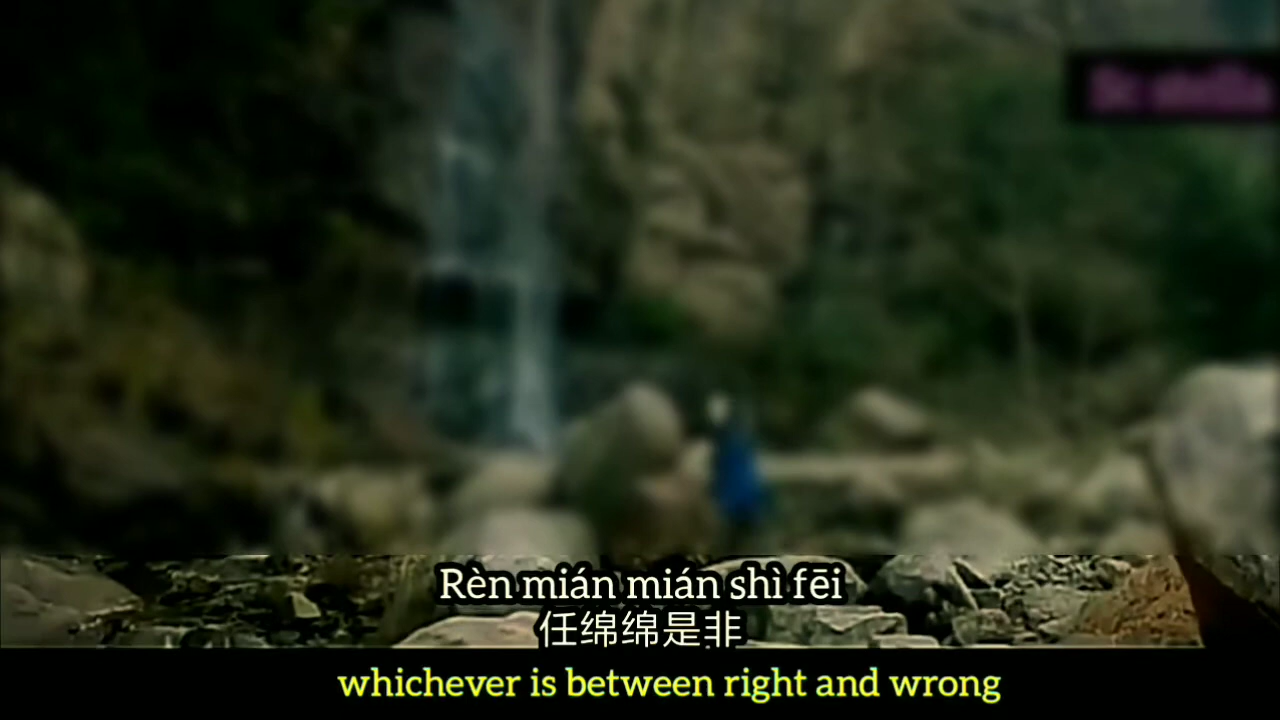 Rèn mián mián shì fēi
任绵绵是非
whichever is between right and wrong